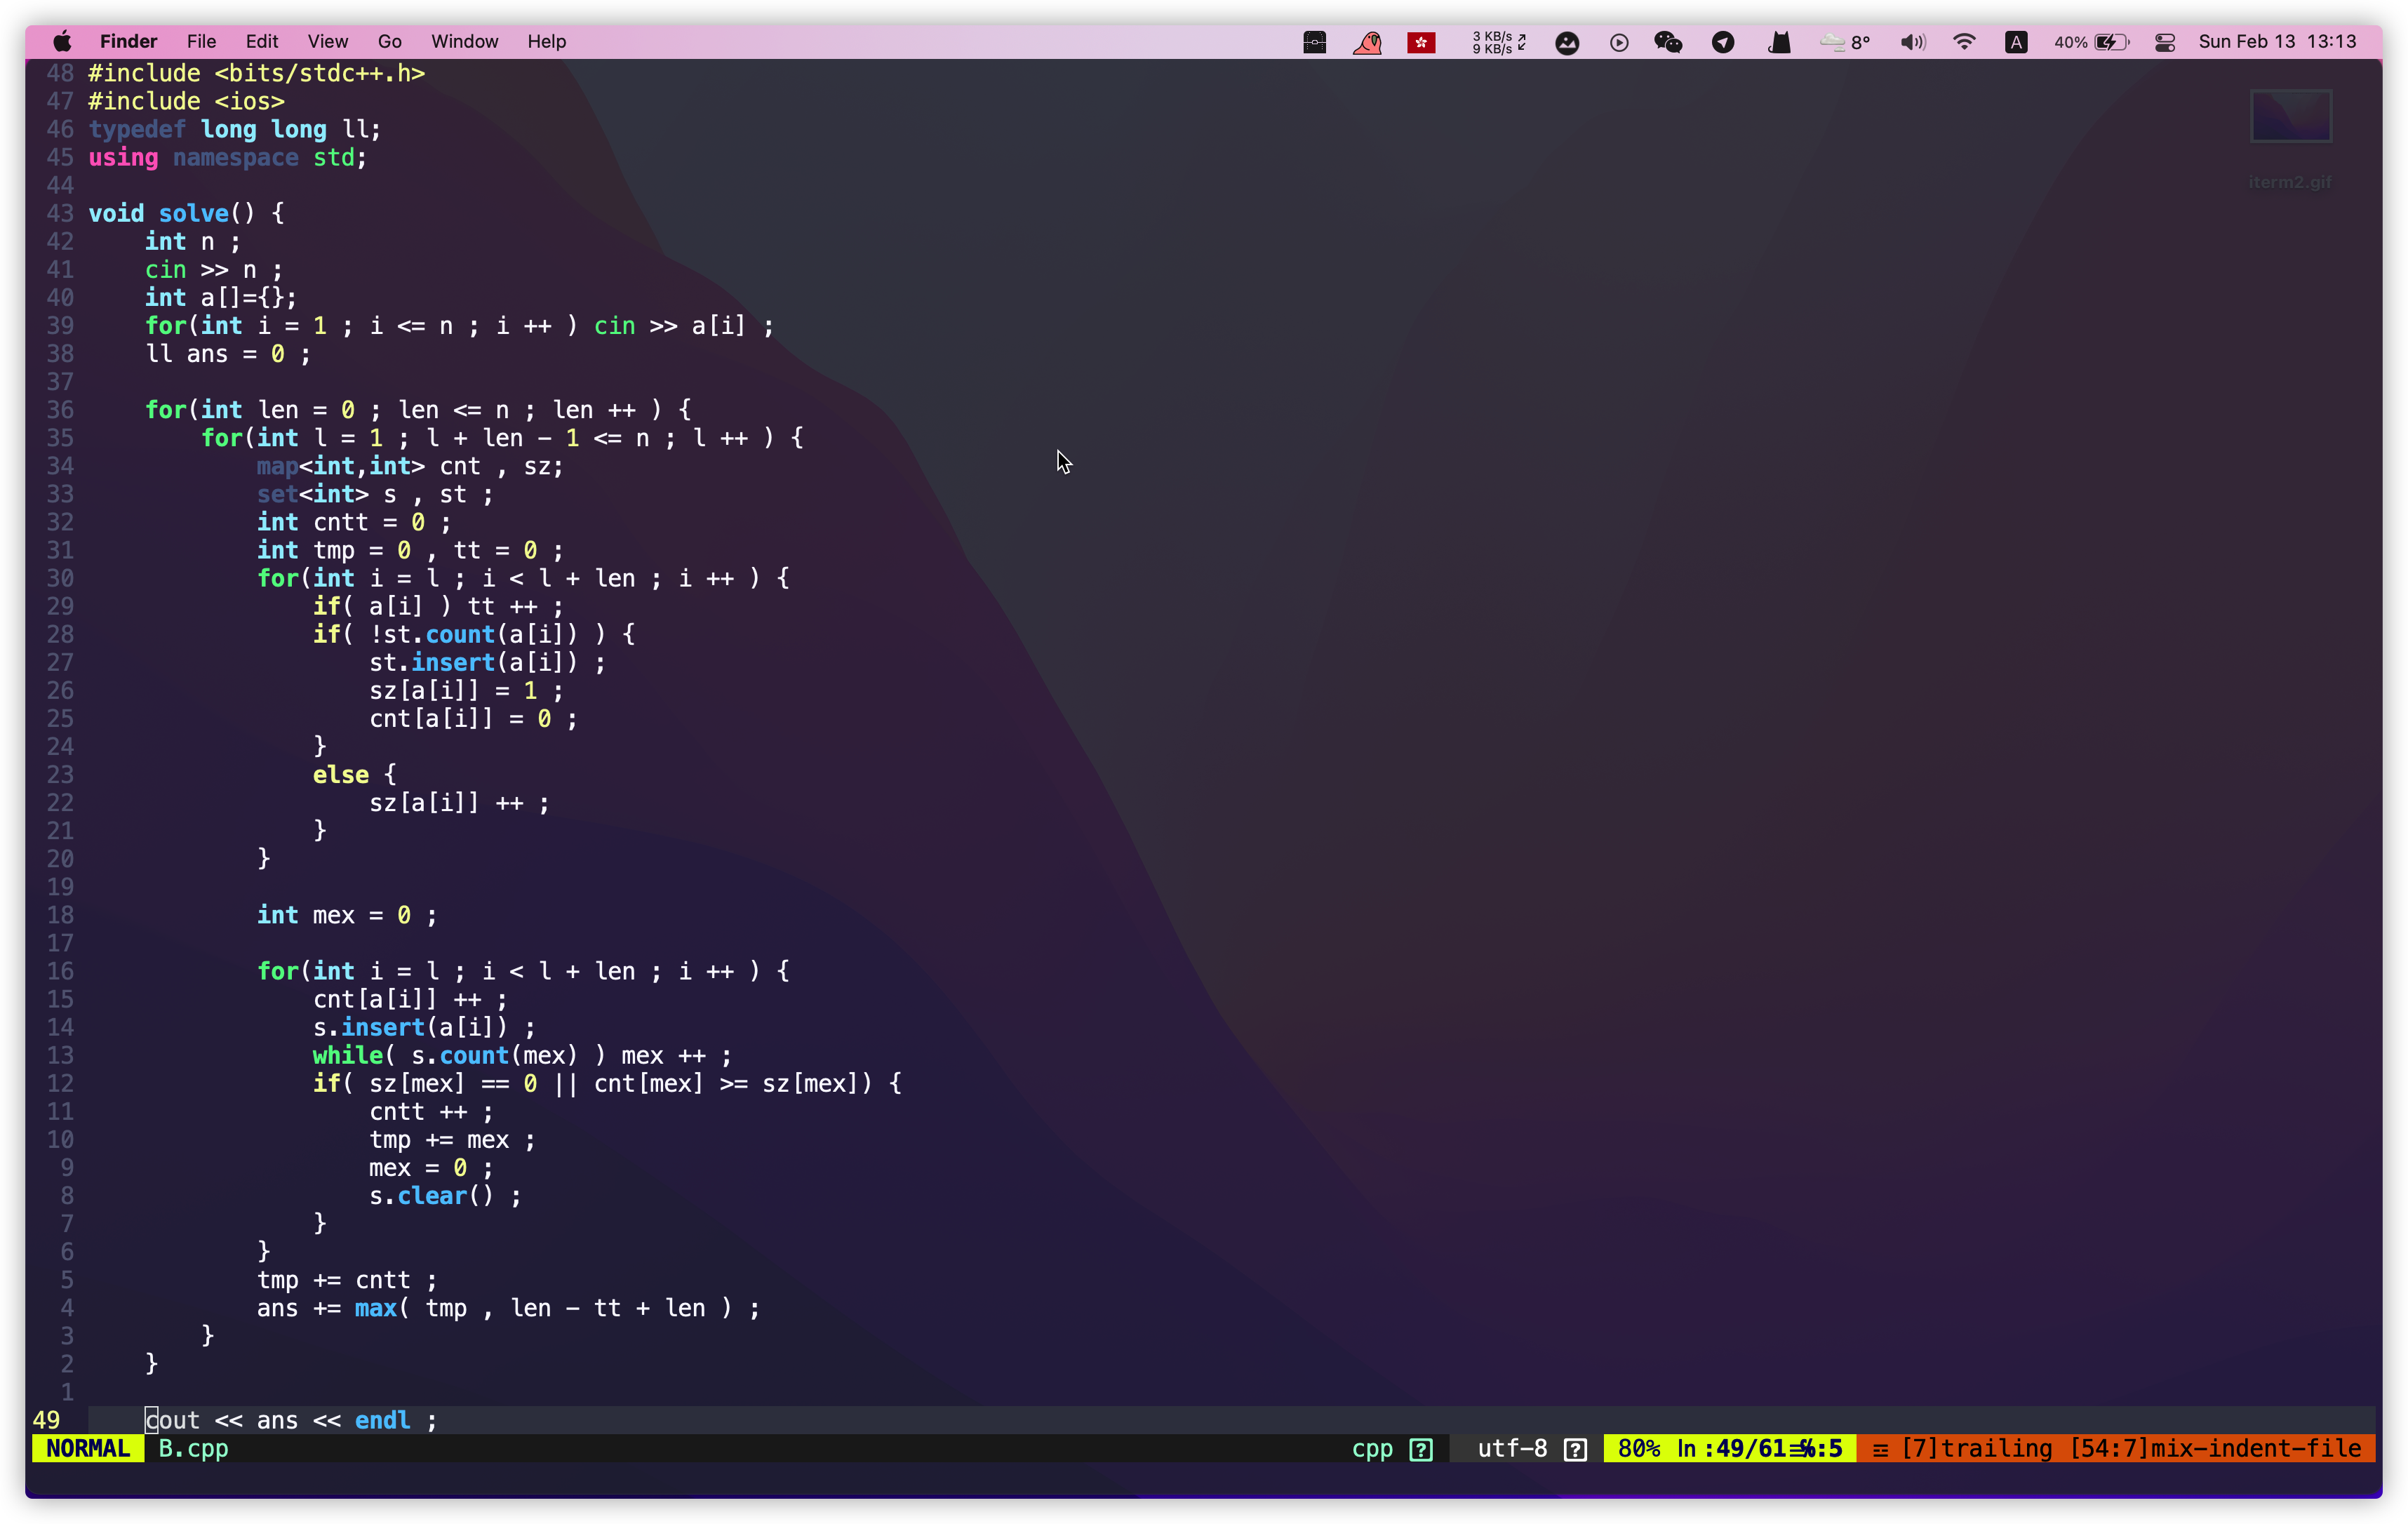 Finder File Edit View Go Window Help 3 KB/s 9 KB/s 8° A 40% Sun Feb 13 13:13
48 #include <bits/stdc++.h>
47 #include <ios>
46 typedef long long ll;
45 using namespace std;
44
43 void solve() {
42     int n ;
41     cin >> n ;
40     int a[]={};
39     for(int i = 1 ; i <= n ; i ++ ) cin >> a[i] ;
38     ll ans = 0 ;
37
36     for(int len = 0 ; len <= n ; len ++ ) {
35         for(int l = 1 ; l + len - 1 <= n ; l ++ ) {
34             map<int,int> cnt , sz;
33             set<int> s , st ;
32             int cntt = 0 ;
31             int tmp = 0 , tt = 0 ;
30             for(int i = l ; i < l + len ; i ++ ) {
29                 if( a[i] ) tt ++ ;
28                 if( !st.count(a[i]) ) {
27                     st.insert(a[i]) ;
26                     sz[a[i]] = 1 ;
25                     cnt[a[i]] = 0 ;
24                 }
23                 else {
22                     sz[a[i]] ++ ;
21                 }
20             }
19
18             int mex = 0 ;
17
16             for(int i = l ; i < l + len ; i ++ ) {
15                 cnt[a[i]] ++ ;
14                 s.insert(a[i]) ;
13                 while( s.count(mex) ) mex ++ ;
12                 if( sz[mex] == 0 || cnt[mex] >= sz[mex]) {
11                     cntt ++ ;
10                     tmp += mex ;
9                     mex = 0 ;
8                     s.clear() ;
7                 }
6             }
5             tmp += cntt ;
4             ans += max( tmp , len - tt + len ) ;
3         }
2     }
1
49     cout << ans << endl ;
NORMAL B.cpp cpp utf-8 80% ln :49/61≡℅:5 ☲ [7]trailing [54:7]mix-indent-file
iterm2.gif